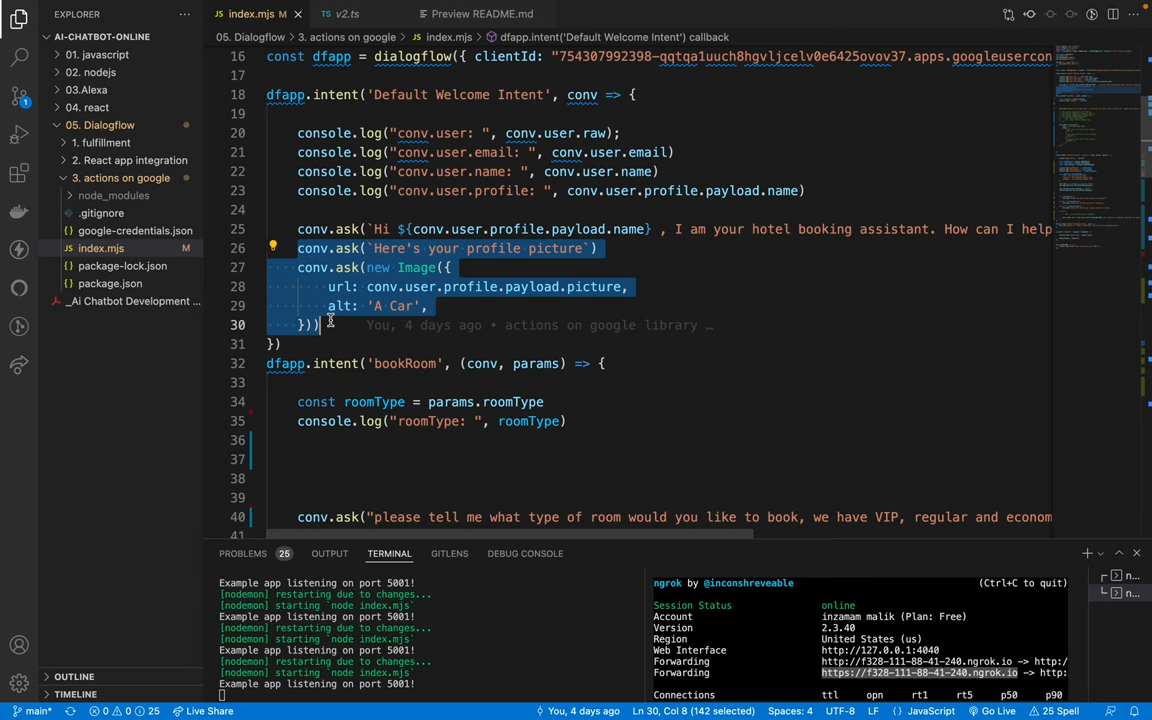 EXPLORER
index.mjs M
v2.ts
Preview README.md
AI-CHATBOT-ONLINE
05. Dialogflow > 3. actions on google > index.mjs > dfapp.intent('Default Welcome Intent') callback
01. javascript
02. nodejs
03.Alexa
04. react
05. Dialogflow
1. fulfillment
2. React app integration
3. actions on google
node_modules
.gitignore
google-credentials.json
index.mjs M
package-lock.json
package.json
_Ai Chatbot Development ...
16 const dfapp = dialogflow({ clientId: "754307992398-qqtqa1uuch8hgvljcelv0e6425ovov37.apps.googleusercon
17
18 dfapp.intent('Default Welcome Intent', conv => {
19
20 console.log("conv.user: ", conv.user.raw);
21 console.log("conv.user.email: ", conv.user.email)
22 console.log("conv.user.name: ", conv.user.name)
23 console.log("conv.user.profile: ", conv.user.profile.payload.name)
24
25 conv.ask(`Hi ${conv.user.profile.payload.name} , I am your hotel booking assistant. How can I help
26 conv.ask(`Here's your profile picture`)
27 conv.ask(new Image({
28 url: conv.user.profile.payload.picture,
29 alt: 'A Car',
30 })) You, 4 days ago • actions on google library …
31 })
32 dfapp.intent('bookRoom', (conv, params) => {
33
34 const roomType = params.roomType
35 console.log("roomType: ", roomType)
36
37
38
39
40 conv.ask("please tell me what type of room would you like to book, we have VIP, regular and econom
41
PROBLEMS 25 OUTPUT TERMINAL GITLENS DEBUG CONSOLE
Example app listening on port 5001!
[nodemon] restarting due to changes...
[nodemon] starting `node index.mjs`
Example app listening on port 5001!
[nodemon] restarting due to changes...
[nodemon] starting `node index.mjs`
Example app listening on port 5001!
[nodemon] restarting due to changes...
[nodemon] starting `node index.mjs`
Example app listening on port 5001!
ngrok by @inconshreveable (Ctrl+C to quit)
Session Status online
Account inzamam malik (Plan: Free)
Version 2.3.40
Region United States (us)
Web Interface http://127.0.0.1:4040
Forwarding http://f328-111-88-41-240.ngrok.io -> http:/
Forwarding https://f328-111-88-41-240.ngrok.io -> http:
Connections ttl opn rt1 rt5 p50 p90
n...
n...
OUTLINE
TIMELINE
1
main* 0 0 25 Live Share You, 4 days ago Ln 30, Col 8 (142 selected) Spaces: 4 UTF-8 LF {} JavaScript Go Live 25 Spell